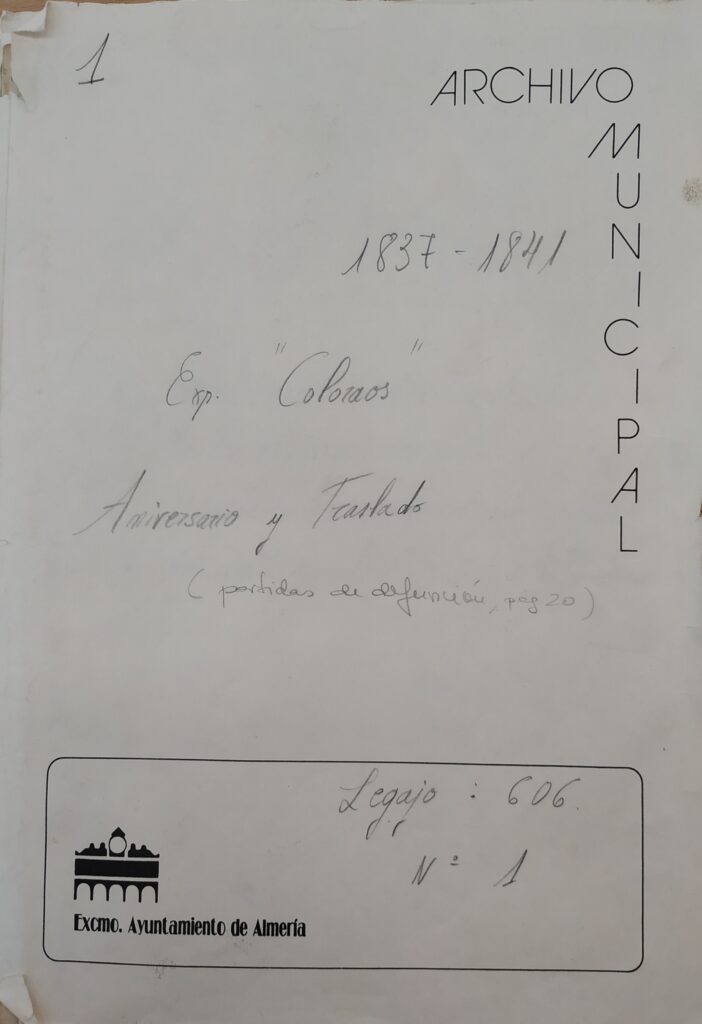 1
ARCHIVO
MUNICIPAL
1837 - 1841
Exp. "Coloraos"
Aniversario y Traslado
(partidas de defunción, pág 20)
Legajo : 606.
Nº 1
Excmo. Ayuntamiento de Almería